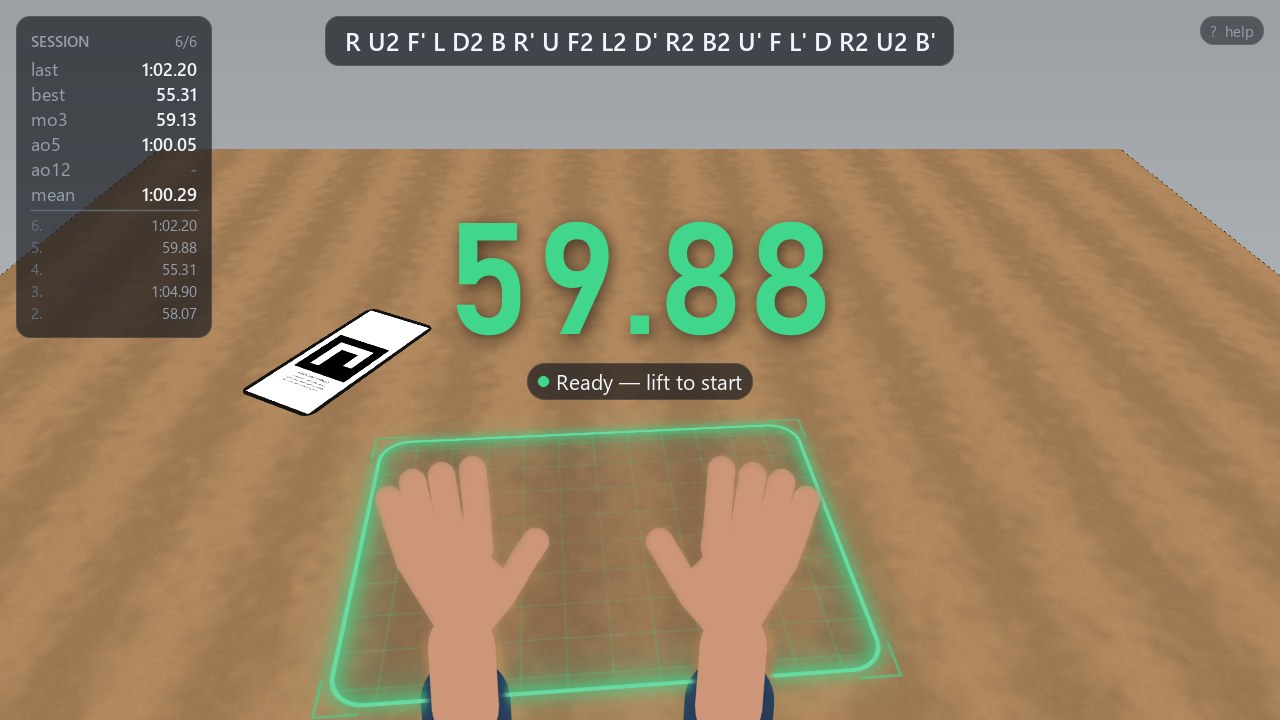 SESSION 6/6
last 1:02.20
best 55.31
mo3 59.13
ao5 1:00.05
ao12 -
mean 1:00.29
6. 1:02.20
5. 59.88
4. 55.31
3. 1:04.90
2. 58.07
R U2 F' L D2 B R' U F2 L2 D' R2 B2 U' F L' D R2 U2 B'
? help
59.88
Ready — lift to start